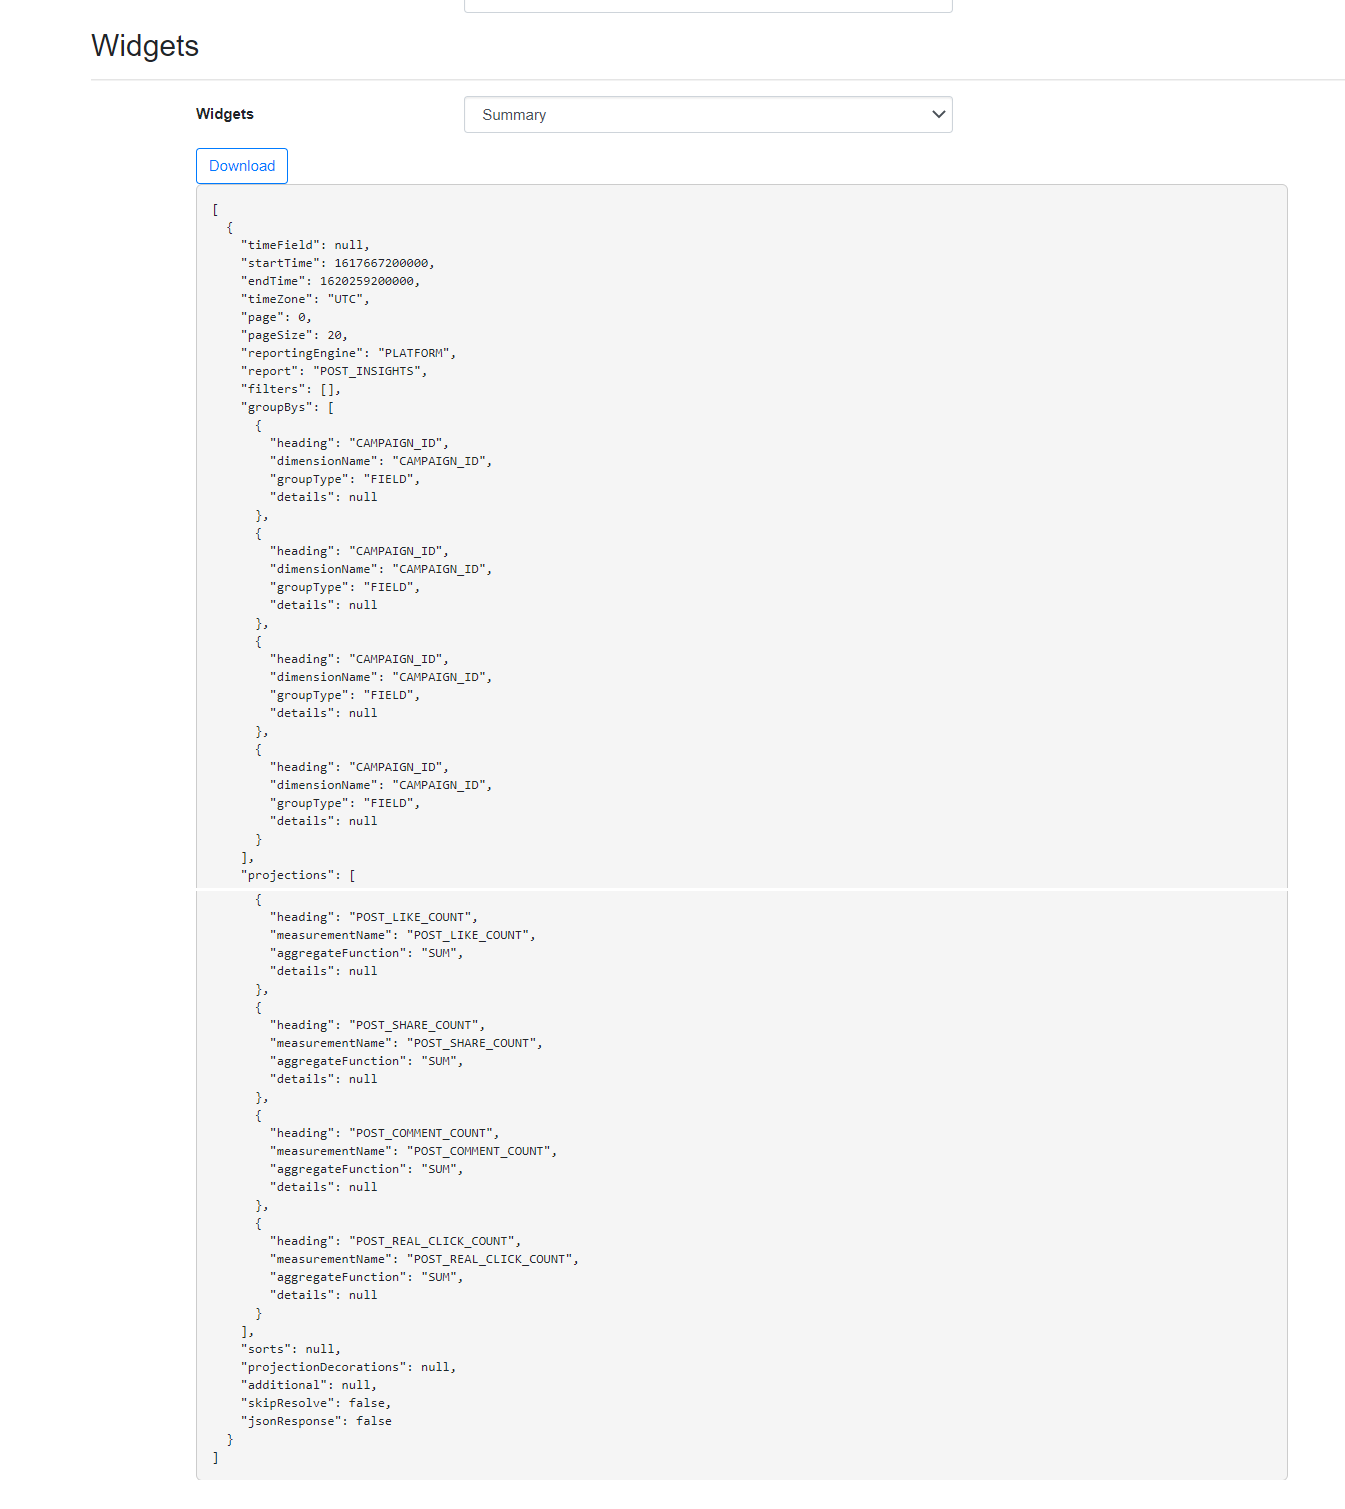 Widgets
Widgets
Summary
Download
[
  {
    "timeField": null,
    "startTime": 1617667200000,
    "endTime": 1620259200000,
    "timeZone": "UTC",
    "page": 0,
    "pageSize": 20,
    "reportingEngine": "PLATFORM",
    "report": "POST_INSIGHTS",
    "filters": [],
    "groupBys": [
      {
        "heading": "CAMPAIGN_ID",
        "dimensionName": "CAMPAIGN_ID",
        "groupType": "FIELD",
        "details": null
      },
      {
        "heading": "CAMPAIGN_ID",
        "dimensionName": "CAMPAIGN_ID",
        "groupType": "FIELD",
        "details": null
      },
      {
        "heading": "CAMPAIGN_ID",
        "dimensionName": "CAMPAIGN_ID",
        "groupType": "FIELD",
        "details": null
      },
      {
        "heading": "CAMPAIGN_ID",
        "dimensionName": "CAMPAIGN_ID",
        "groupType": "FIELD",
        "details": null
      }
    ],
    "projections": [
      {
        "heading": "POST_LIKE_COUNT",
        "measurementName": "POST_LIKE_COUNT",
        "aggregateFunction": "SUM",
        "details": null
      },
      {
        "heading": "POST_SHARE_COUNT",
        "measurementName": "POST_SHARE_COUNT",
        "aggregateFunction": "SUM",
        "details": null
      },
      {
        "heading": "POST_COMMENT_COUNT",
        "measurementName": "POST_COMMENT_COUNT",
        "aggregateFunction": "SUM",
        "details": null
      },
      {
        "heading": "POST_REAL_CLICK_COUNT",
        "measurementName": "POST_REAL_CLICK_COUNT",
        "aggregateFunction": "SUM",
        "details": null
      }
    ],
    "sorts": null,
    "projectionDecorations": null,
    "additional": null,
    "skipResolve": false,
    "jsonResponse": false
  }
]